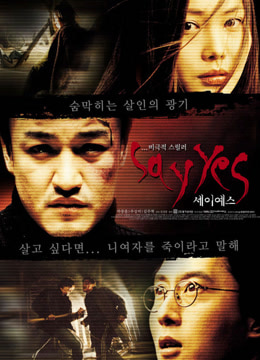 숨막히는 살인의 광기
...비극적 스릴러
say yes
세이예스
살고 싶다면... 니여자를 죽이라고 말해